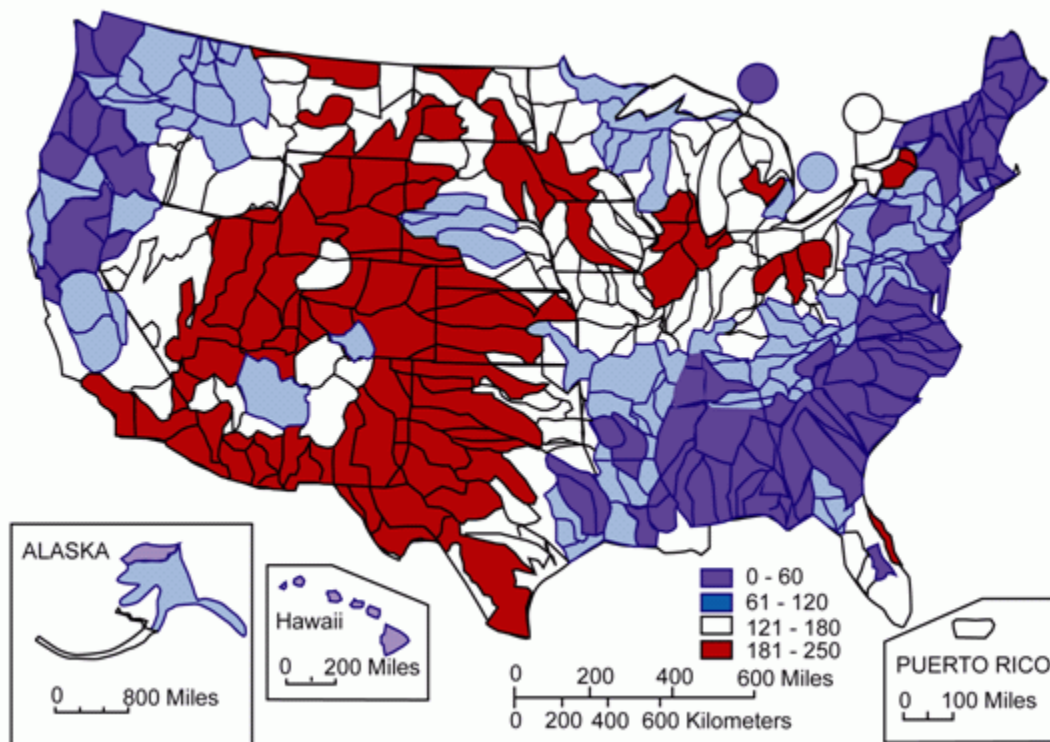 ALASKA
0 800 Miles
Hawaii
0 200 Miles
0 - 60
61 - 120
121 - 180
181 - 250
0 200 400 600 Miles
0 200 400 600 Kilometers
PUERTO RICO
0 100 Miles